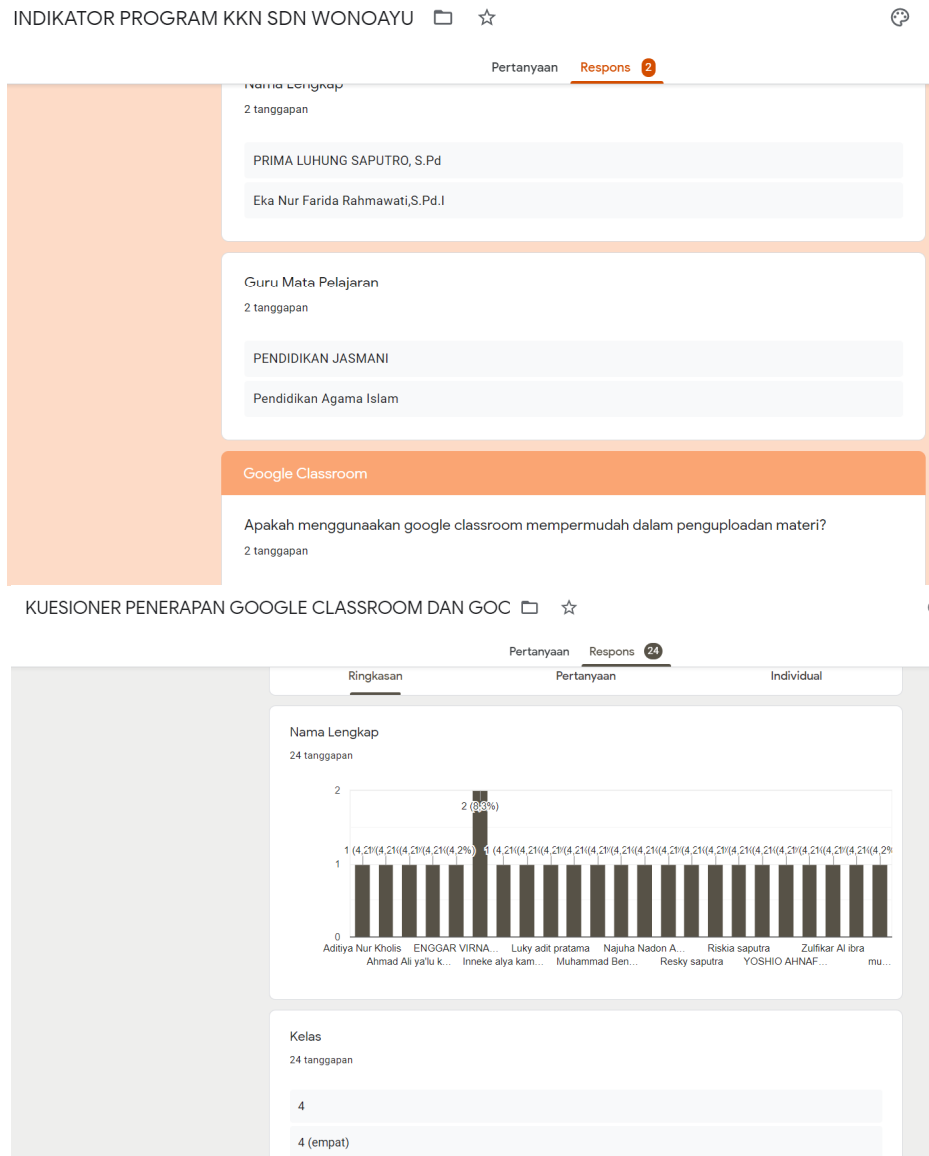 INDIKATOR PROGRAM KKN SDN WONOAYU
Pertanyaan Respons 2
Nama Lengkap
2 tanggapan
PRIMA LUHUNG SAPUTRO, S.Pd
Eka Nur Farida Rahmawati,S.Pd.I
Guru Mata Pelajaran
2 tanggapan
PENDIDIKAN JASMANI
Pendidikan Agama Islam
Google Classroom
Apakah menggunakan google classroom mempermudah dalam penguploadan materi?
2 tanggapan
KUESIONER PENERAPAN GOOGLE CLASSROOM DAN GOC
Pertanyaan Respons 24
Ringkasan Pertanyaan Individual
Nama Lengkap
24 tanggapan
2
2 (8,3%)
1
0
Aditiya Nur Kholis ENGGAR VIRNA... Luky adit pratama Najuha Nadon A... Riskia saputra Zulfikar Al ibra
Ahmad Ali ya'lu k... Inneke alya kam... Muhammad Ben... Resky saputra YOSHIO AHNAF... mu...
Kelas
24 tanggapan
4
4 (empat)